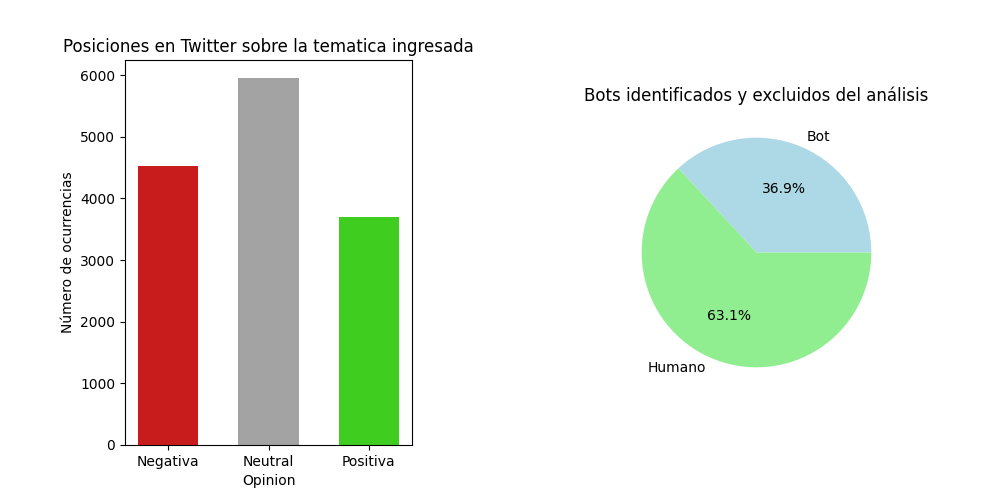 Posiciones en Twitter sobre la tematica ingresada
Número de ocurrencias
6000
5000
4000
3000
2000
1000
0
Negativa
Neutral
Positiva
Opinion
Bots identificados y excluidos del análisis
Bot
36.9%
63.1%
Humano